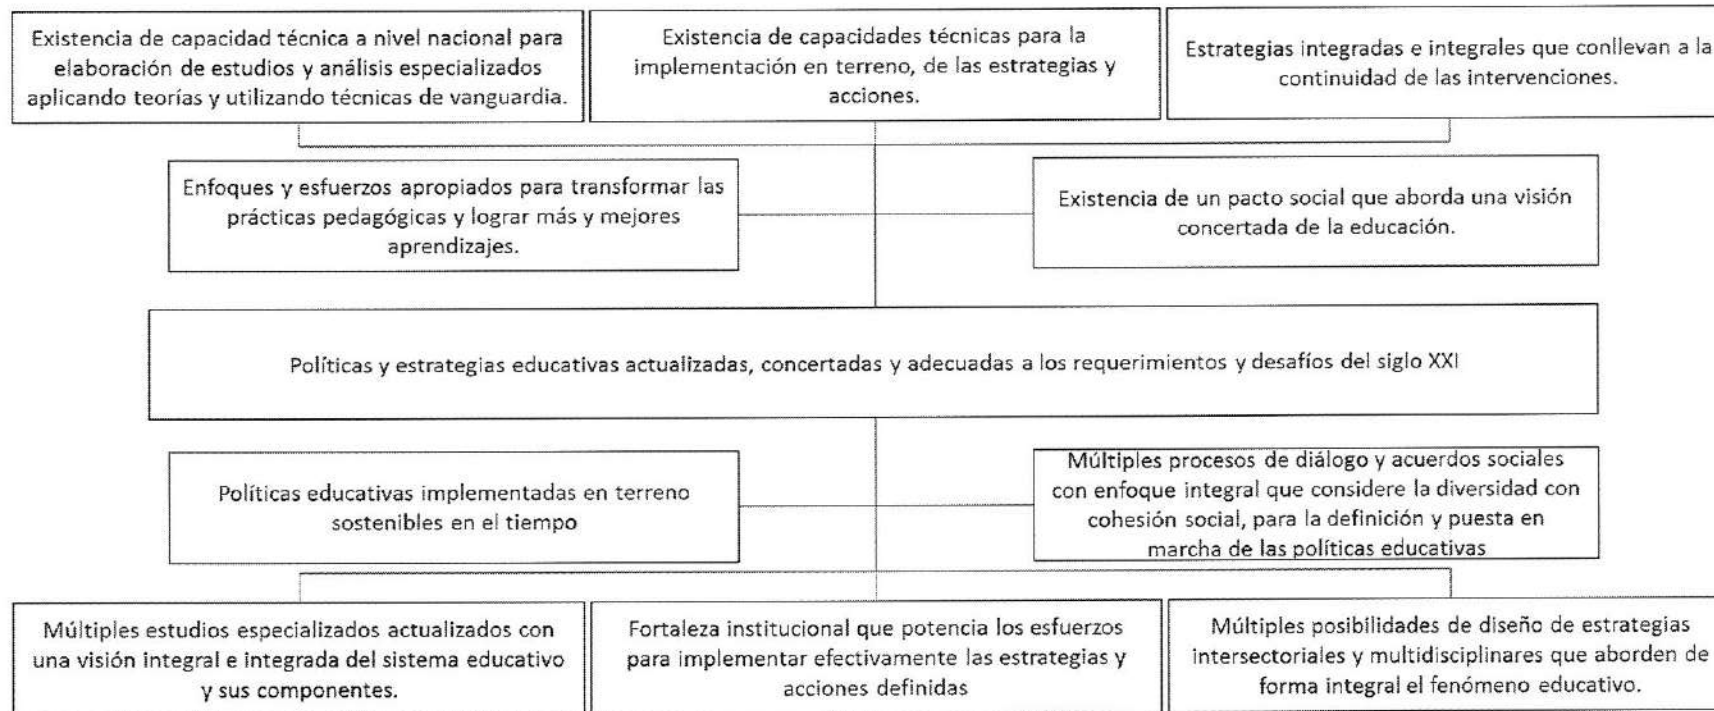 Existencia de capacidad técnica a nivel nacional para
elaboración de estudios y análisis especializados
aplicando teorías y utilizando técnicas de vanguardia.
Existencia de capacidades técnicas para la
implementación en terreno, de las estrategias y
acciones.
Estrategias integradas e integrales que conllevan a la
continuidad de las intervenciones.
Enfoques y esfuerzos apropiados para transformar las
prácticas pedagógicas y lograr más y mejores
aprendizajes.
Existencia de un pacto social que aborda una visión
concertada de la educación.
Políticas y estrategias educativas actualizadas, concertadas y adecuadas a los requerimientos y desafíos del siglo XXI
Políticas educativas implementadas en terreno
sostenibles en el tiempo
Múltiples procesos de diálogo y acuerdos sociales
con enfoque integral que considere la diversidad con
cohesión social, para la definición y puesta en
marcha de las políticas educativas
Múltiples estudios especializados actualizados con
una visión integral e integrada del sistema educativo
y sus componentes.
Fortaleza institucional que potencia los esfuerzos
para implementar efectivamente las estrategias y
acciones definidas
Múltiples posibilidades de diseño de estrategias
intersectoriales y multidisciplinares que aborden de
forma integral el fenómeno educativo.